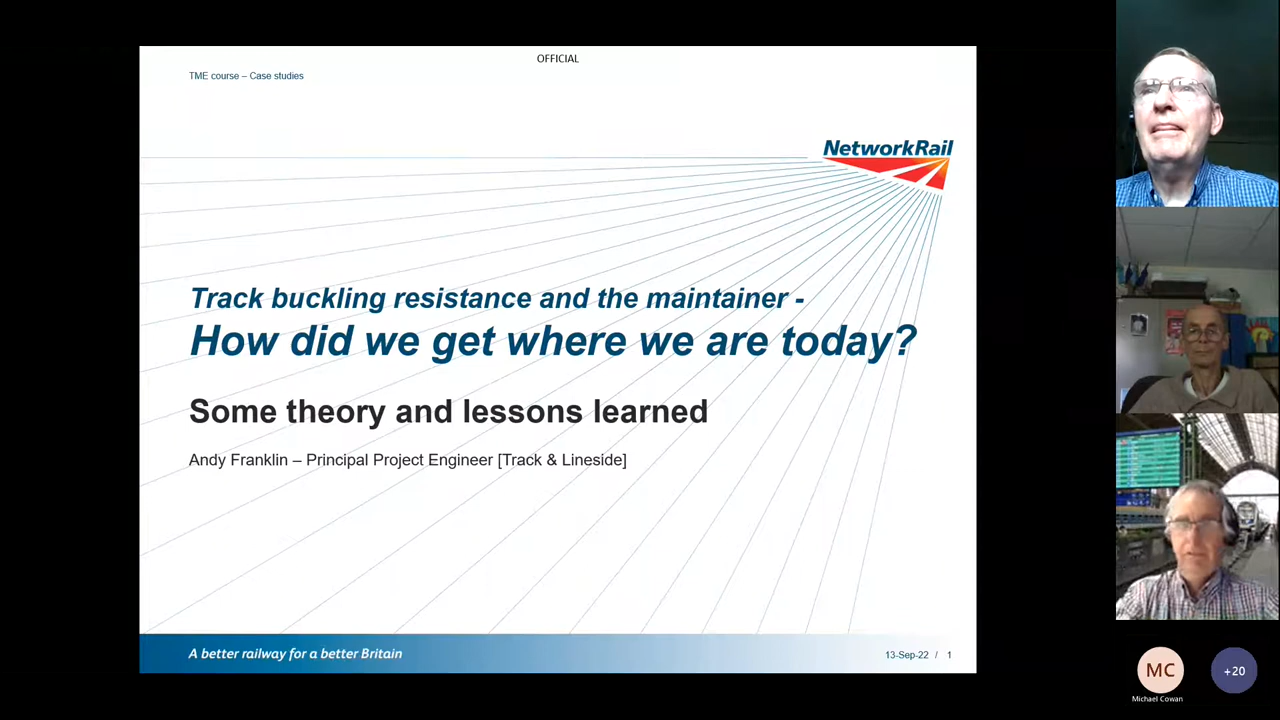 OFFICIAL
TME course – Case studies
NetworkRail
Track buckling resistance and the maintainer -
How did we get where we are today?
Some theory and lessons learned
Andy Franklin – Principal Project Engineer [Track & Lineside]
A better railway for a better Britain
13-Sep-22 / 1
MC
+20
Michael Cowan